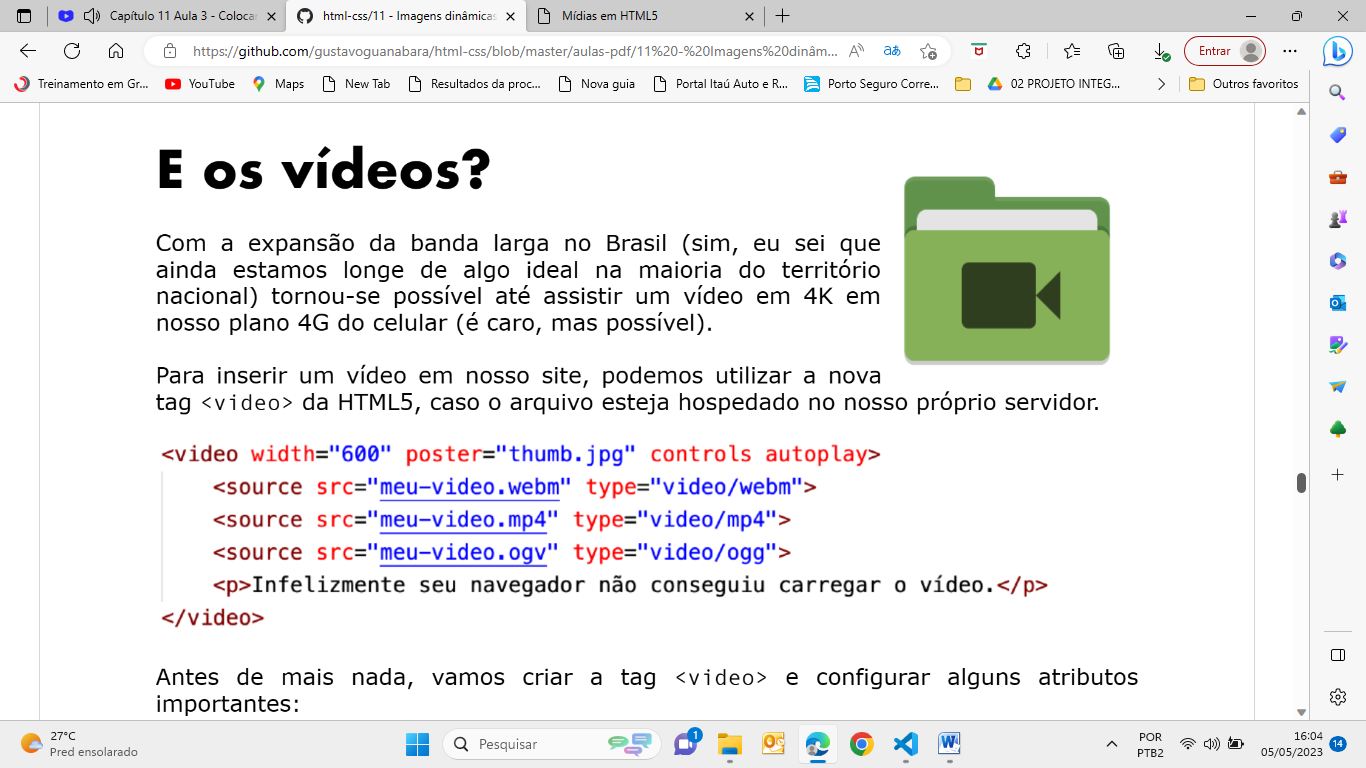 Capítulo 11 Aula 3 - Colocar
html-css/11 - Imagens dinâmicas
Mídias em HTML5
https://github.com/gustavoguanabara/html-css/blob/master/aulas-pdf/11%20-%20Imagens%20dinâm...
Entrar
Treinamento em Gr...
YouTube
Maps
New Tab
Resultados da proc...
Nova guia
Portal Itaú Auto e R...
Porto Seguro Corre...
02 PROJETO INTEG...
Outros favoritos
E os vídeos?
Com a expansão da banda larga no Brasil (sim, eu sei que
ainda estamos longe de algo ideal na maioria do território
nacional) tornou-se possível até assistir um vídeo em 4K em
nosso plano 4G do celular (é caro, mas possível).
Para inserir um vídeo em nosso site, podemos utilizar a nova
tag <video> da HTML5, caso o arquivo esteja hospedado no nosso próprio servidor.
<video width="600" poster="thumb.jpg" controls autoplay>
<source src="meu-video.webm" type="video/webm">
<source src="meu-video.mp4" type="video/mp4">
<source src="meu-video.ogv" type="video/ogg">
<p>Infelizmente seu navegador não conseguiu carregar o vídeo.</p>
</video>
Antes de mais nada, vamos criar a tag <video> e configurar alguns atributos
importantes:
27°C
Pred ensolarado
Pesquisar
1
POR
PTB2
16:04
05/05/2023
14